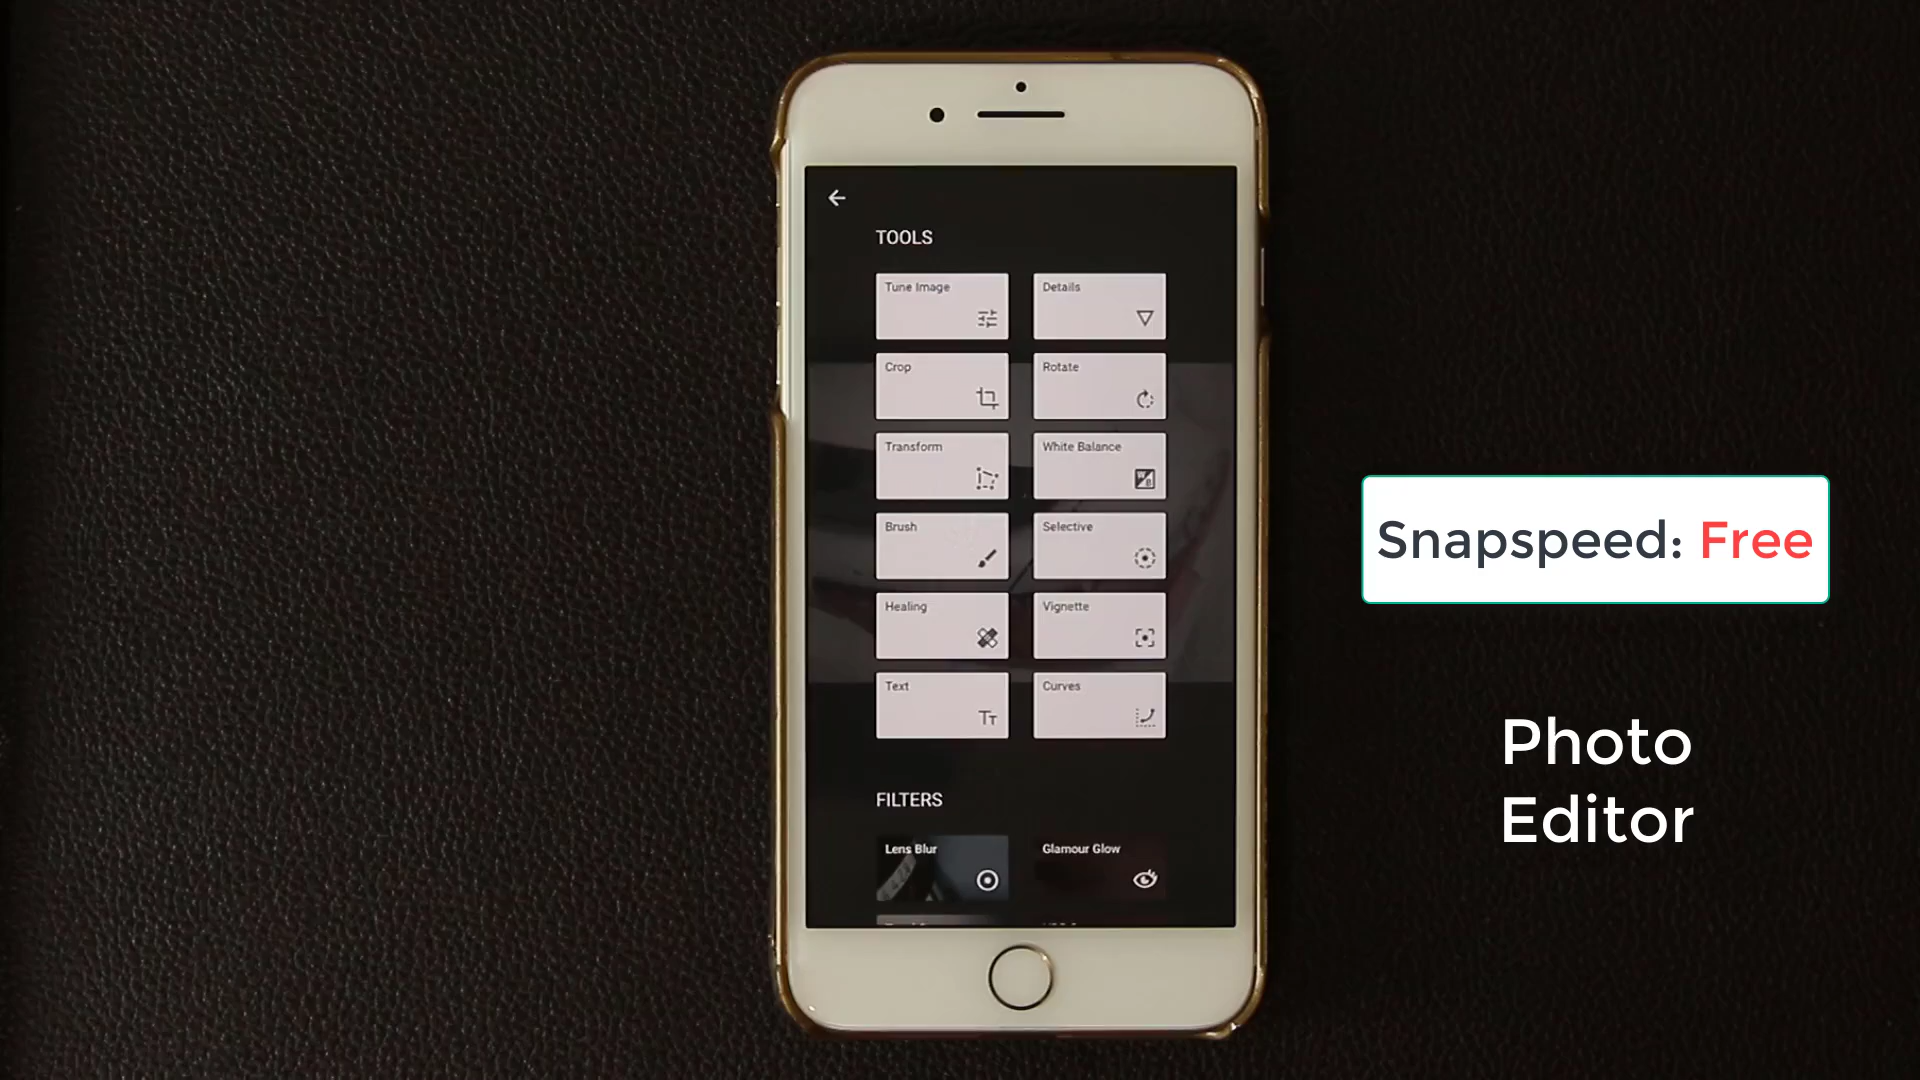 TOOLS
Tune Image
Details
Crop
Rotate
Transform
White Balance
Brush
Selective
Healing
Vignette
Text
Curves
FILTERS
Lens Blur
Glamour Glow
Snapspeed: Free
Photo
Editor